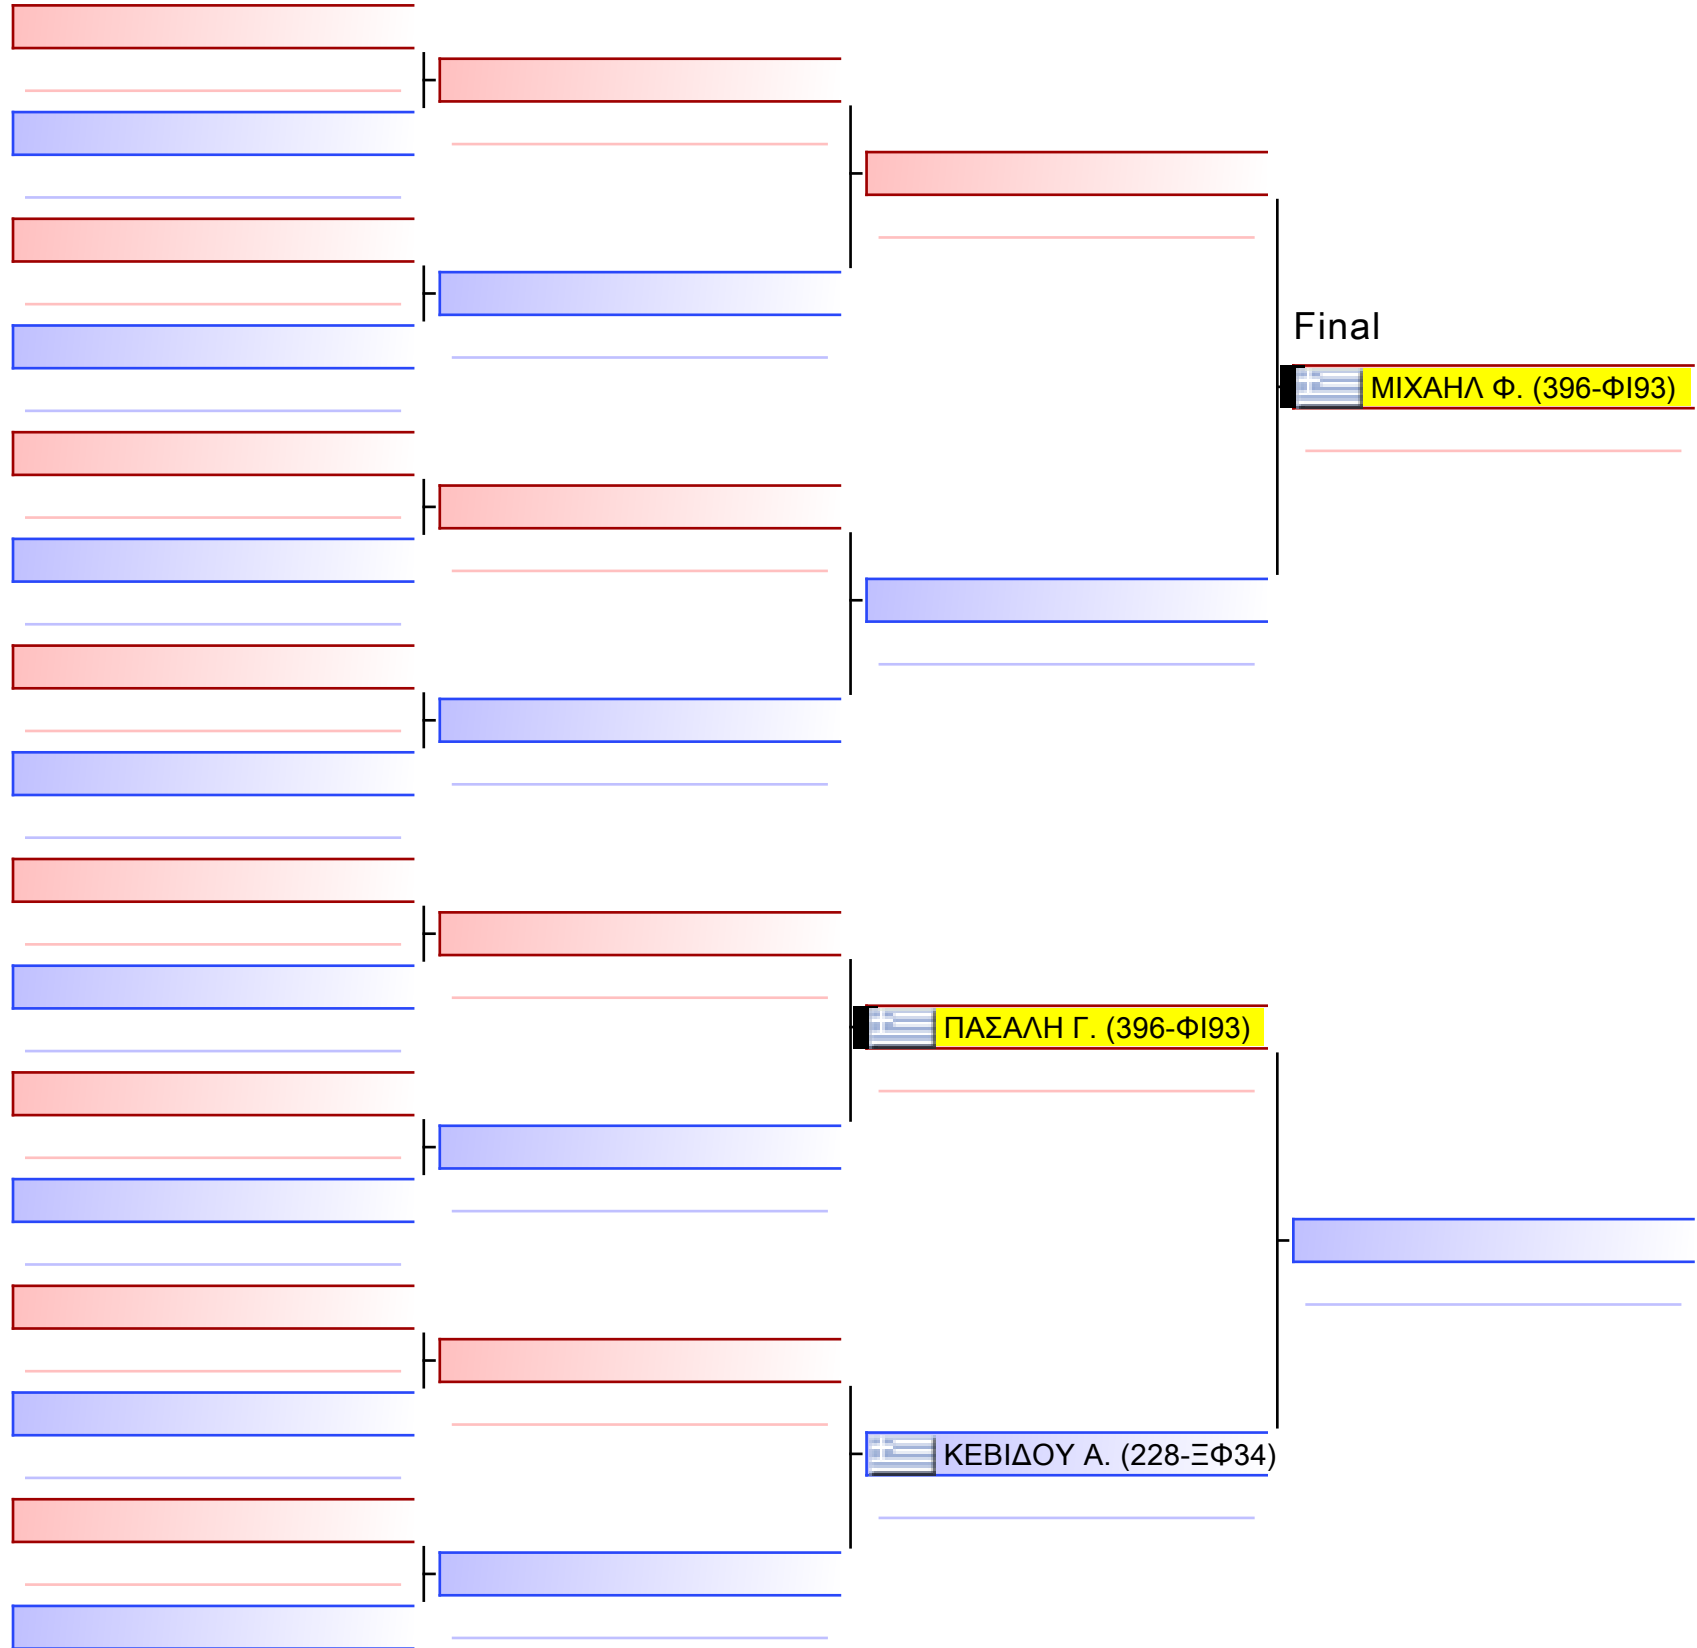 Final
ΜΙΧΑΗΛ Φ. (396-ΦΙ93)
ΠΑΣΑΛΗ Γ. (396-ΦΙ93)
ΚΕΒΙΔΟΥ Α. (228-ΞΦ34)